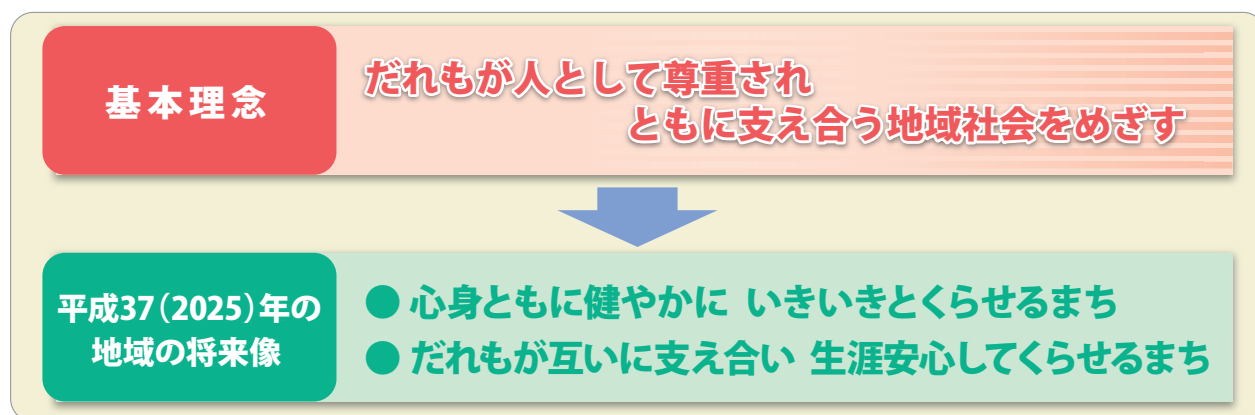 基本理念
だれもが人として尊重され
ともに支え合う地域社会をめざす
平成37(2025)年の
地域の将来像
● 心身ともに健やかに いきいきとくらせるまち
● だれもが互いに支え合い 生涯安心してくらせるまち